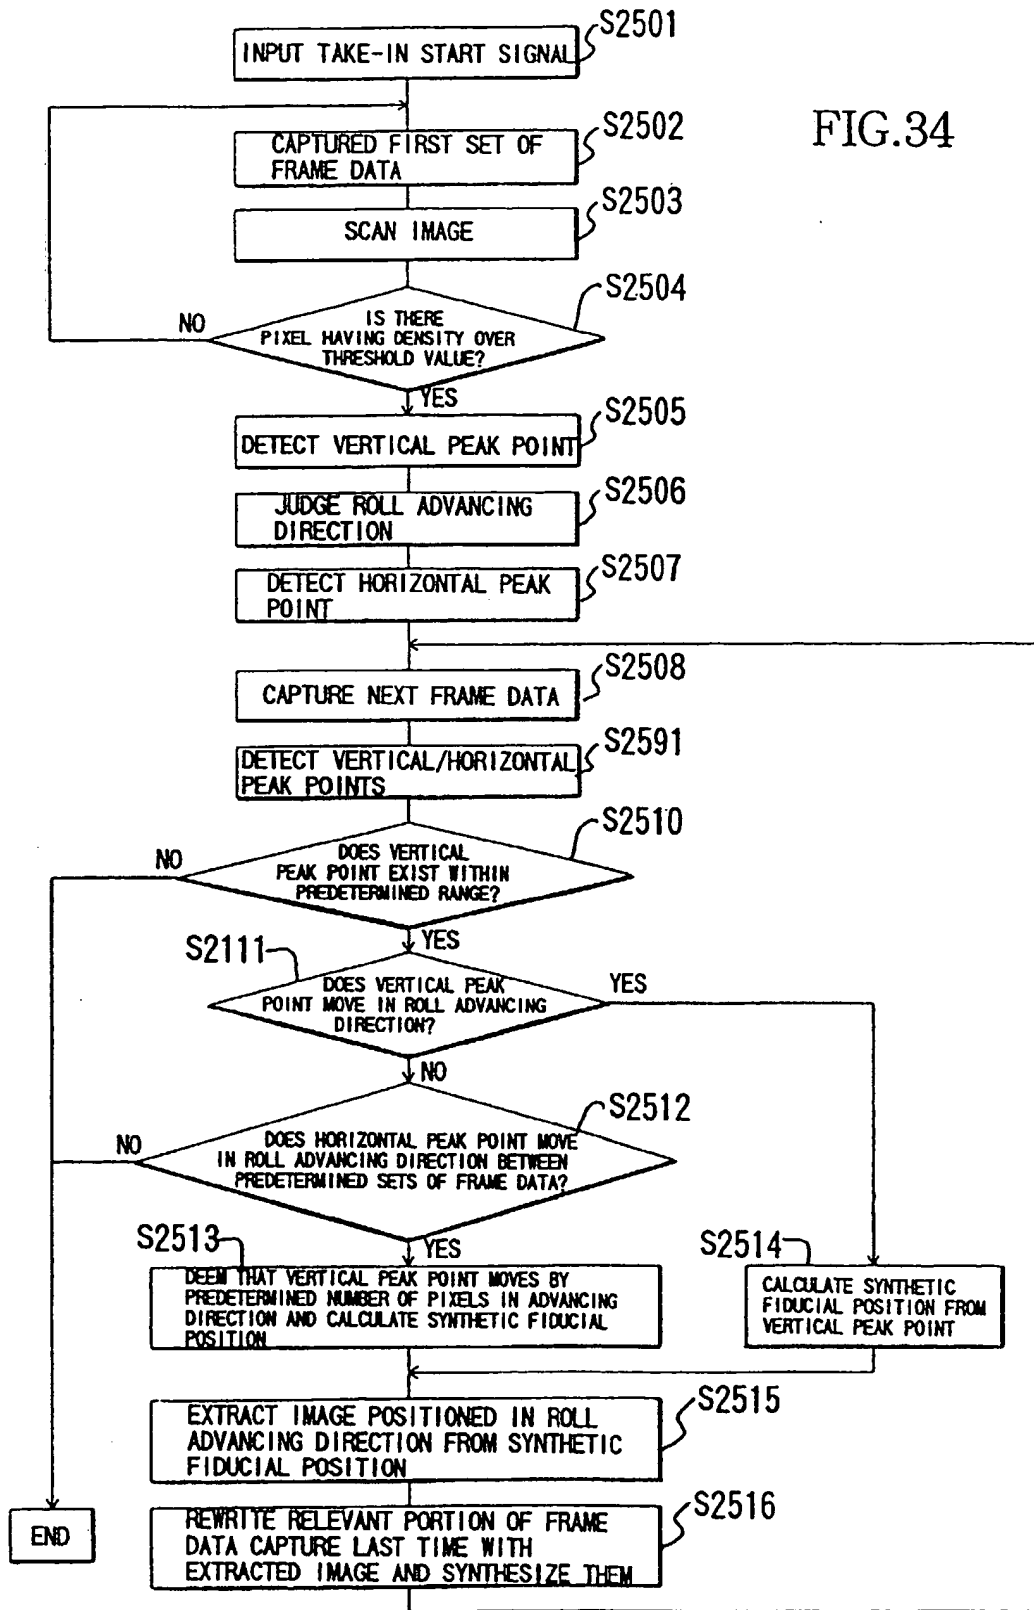 S2501
INPUT TAKE-IN START SIGNAL
FIG.34
S2502
CAPTURED FIRST SET OF
FRAME DATA
S2503
SCAN IMAGE
S2504
IS THERE
PIXEL HAVING DENSITY OVER
THRESHOLD VALUE?
NO
YES
S2505
DETECT VERTICAL PEAK POINT
S2506
JUDGE ROLL ADVANCING
DIRECTION
S2507
DETECT HORIZONTAL PEAK
POINT
S2508
CAPTURE NEXT FRAME DATA
S2591
DETECT VERTICAL/HORIZONTAL
PEAK POINTS
S2510
DOES VERTICAL
PEAK POINT EXIST WITHIN
PREDETERMINED RANGE?
NO
YES
S2111
DOES VERTICAL PEAK
POINT MOVE IN ROLL ADVANCING
DIRECTION?
YES
NO
S2512
DOES HORIZONTAL PEAK POINT MOVE
IN ROLL ADVANCING DIRECTION BETWEEN
PREDETERMINED SETS OF FRAME DATA?
NO
YES
S2513
DEEM THAT VERTICAL PEAK POINT MOVES BY
PREDETERMINED NUMBER OF PIXELS IN ADVANCING
DIRECTION AND CALCULATE SYNTHETIC FIDUCIAL
POSITION
S2514
CALCULATE SYNTHETIC
FIDUCIAL POSITION FROM
VERTICAL PEAK POINT
S2515
EXTRACT IMAGE POSITIONED IN ROLL
ADVANCING DIRECTION FROM SYNTHETIC
FIDUCIAL POSITION
S2516
REWRITE RELEVANT PORTION OF FRAME
DATA CAPTURE LAST TIME WITH
EXTRACTED IMAGE AND SYNTHESIZE THEM
END